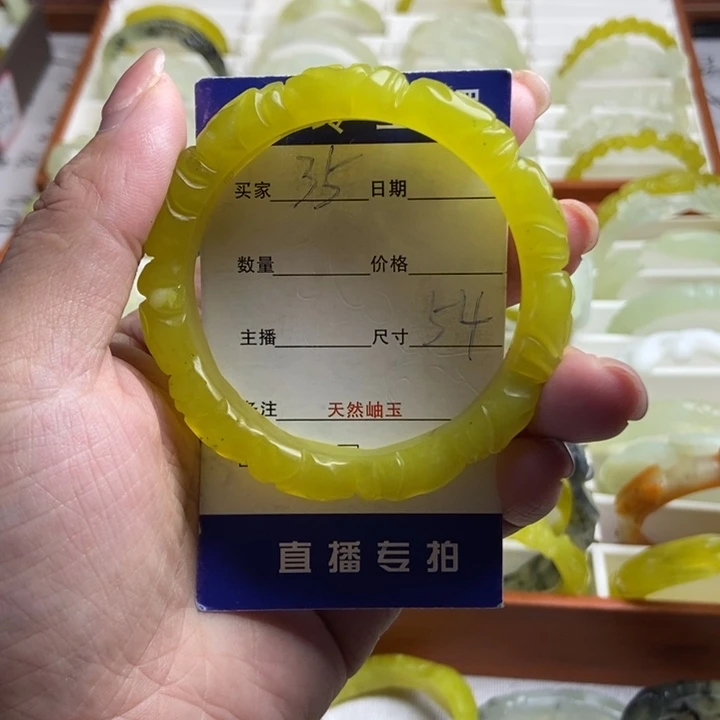 买家 35 日期
数量 价格
主播 尺寸 54
天然岫玉
直播专拍